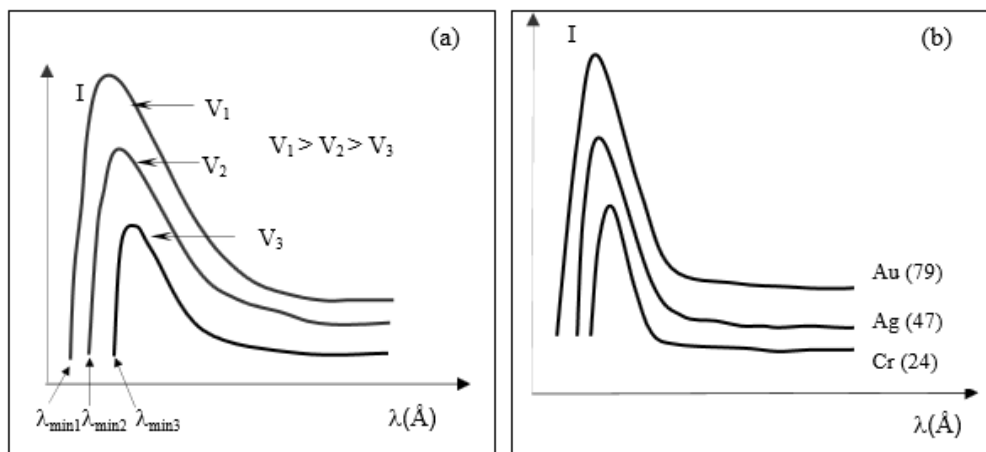 (a)
I
V₁
V₁ > V₂ > V₃
V₂
V₃
λmin1 λmin2 λmin3
λ(Å)
(b)
I
Au (79)
Ag (47)
Cr (24)
λ(Å)